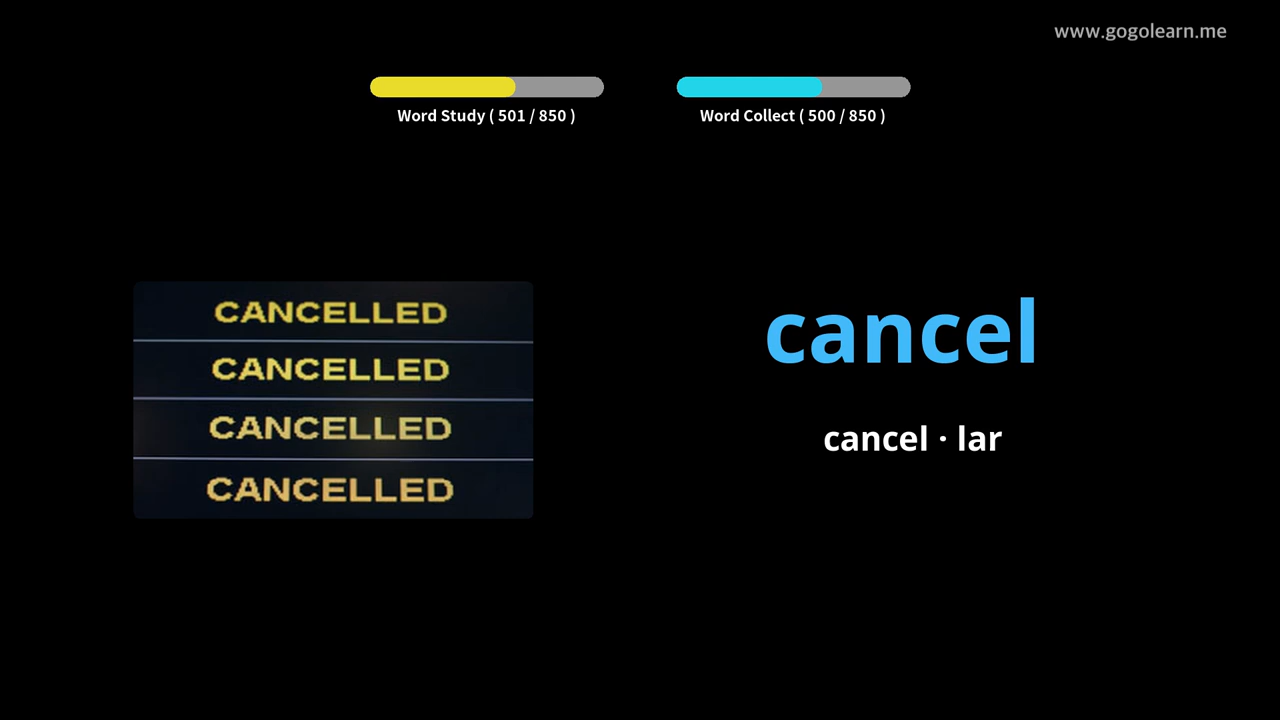 www.gogolearn.me
Word Study ( 501 / 850 )
Word Collect ( 500 / 850 )
CANCELLED
CANCELLED
CANCELLED
CANCELLED
cancel
cancel · lar